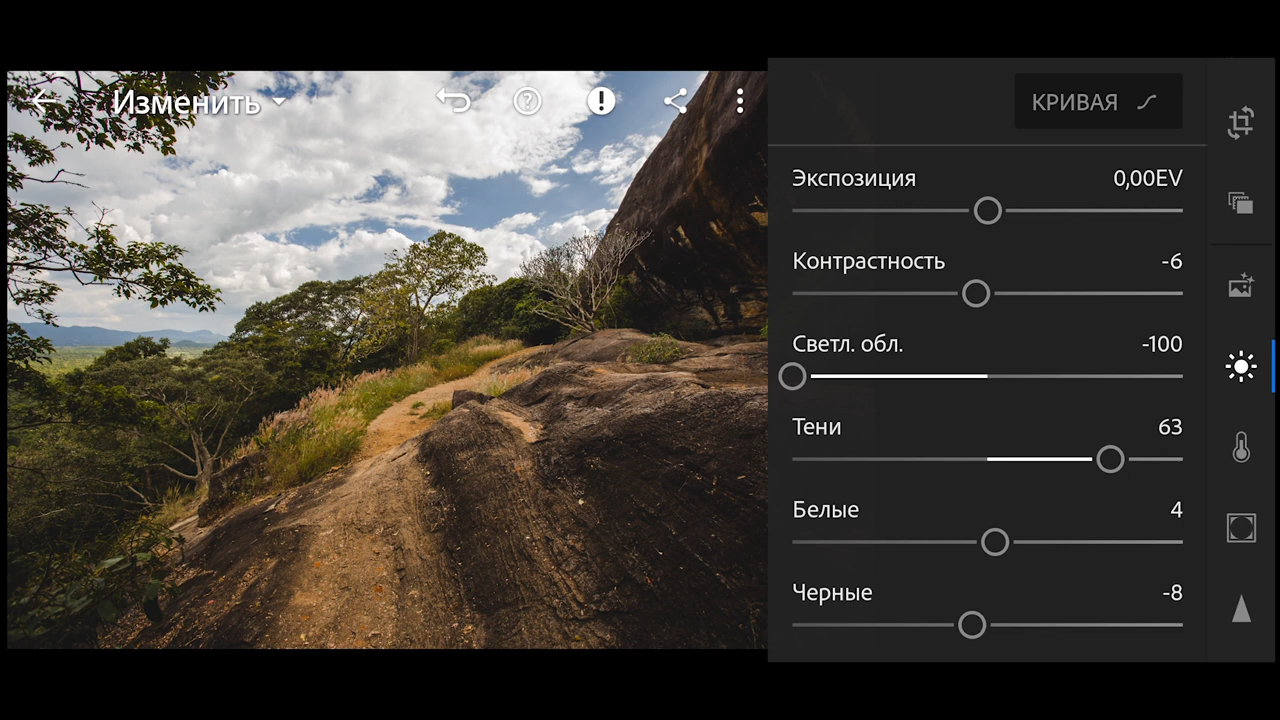 Изменить
КРИВАЯ
Экспозиция 0,00EV
Контрастность -6
Светл. обл. -100
Тени 63
Белые 4
Черные -8